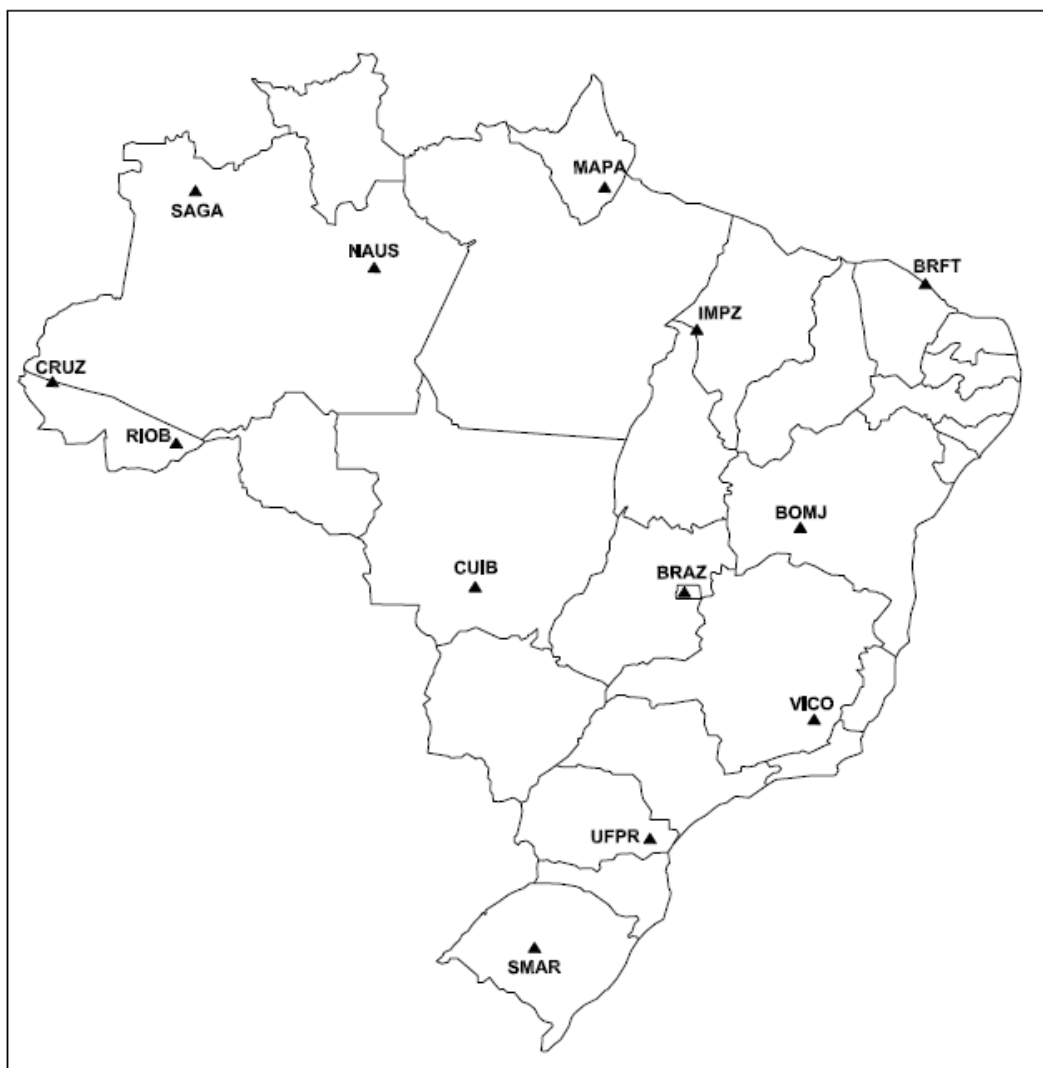 MAPA
SAGA
NAUS
BRFT
IMPZ
CRUZ
RIOB
BOMJ
CUIB
BRAZ
VICO
UFPR
SMAR